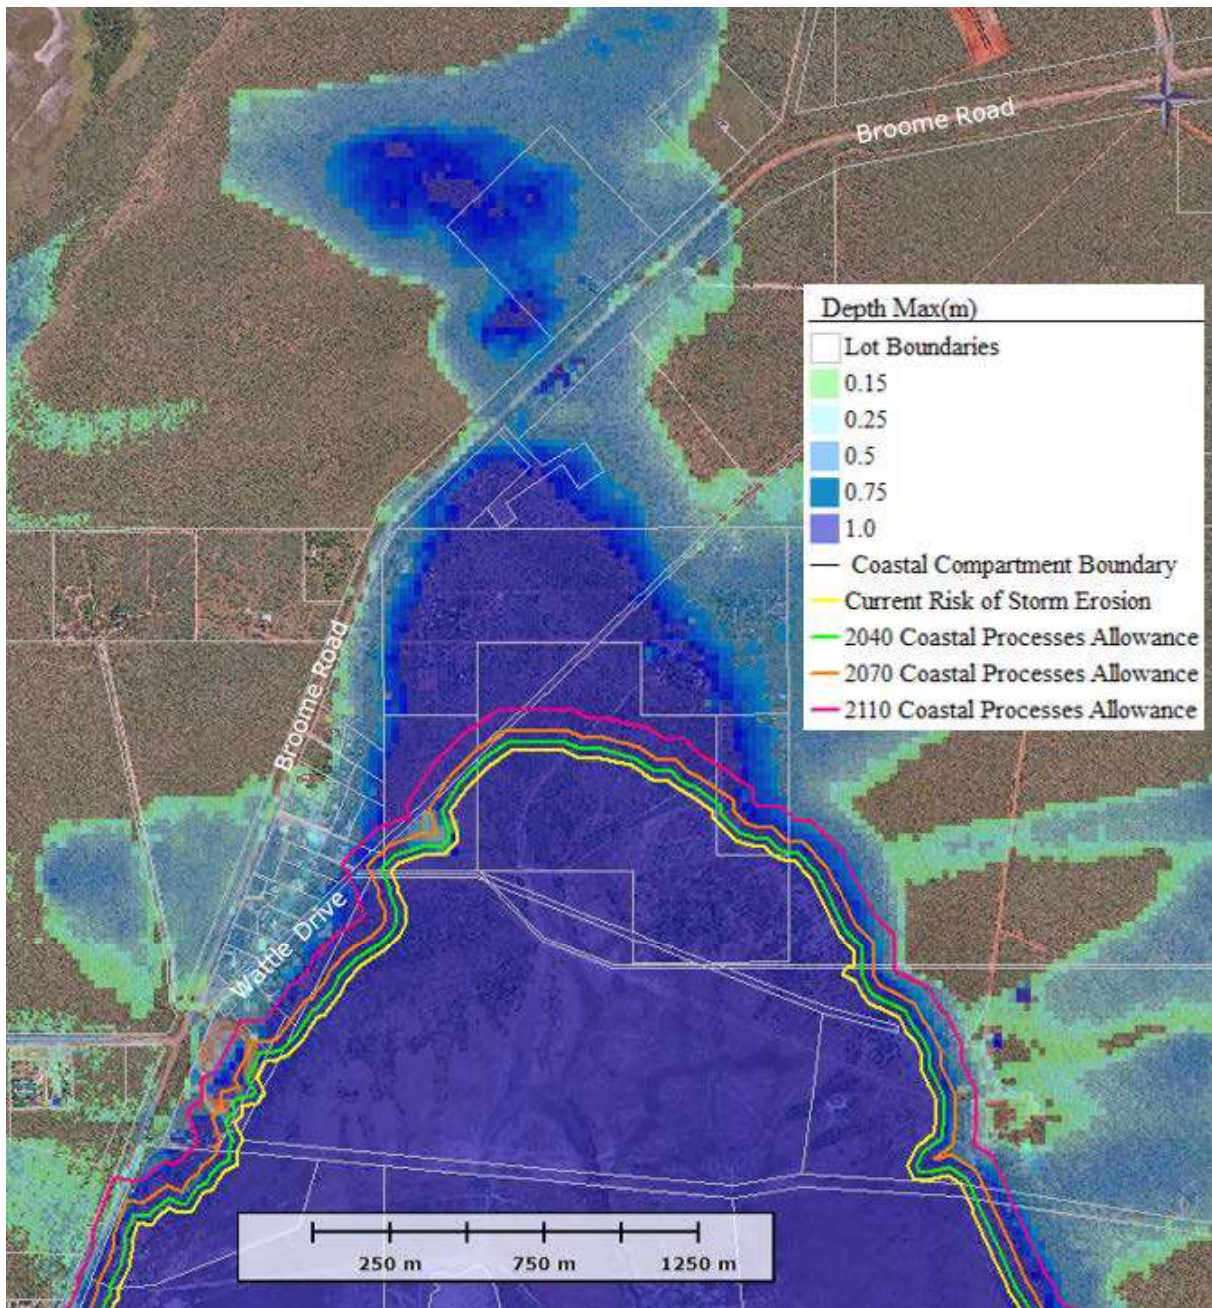 Broome Road
Depth Max(m)
Lot Boundaries
0.15
0.25
0.5
0.75
1.0
Coastal Compartment Boundary
Current Risk of Storm Erosion
2040 Coastal Processes Allowance
2070 Coastal Processes Allowance
2110 Coastal Processes Allowance
Broome Road
Wattle Drive
250 m 750 m 1250 m